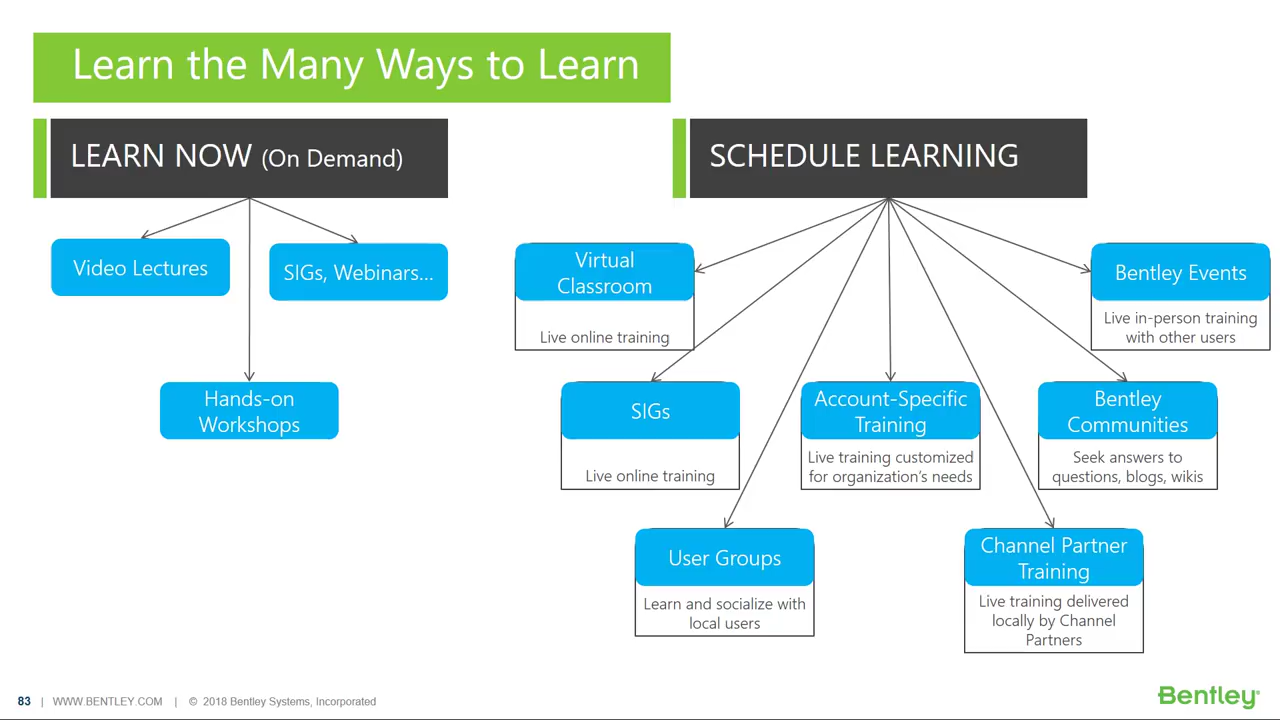 Learn the Many Ways to Learn
LEARN NOW (On Demand)
Video Lectures
SIGs, Webinars...
Hands-on
Workshops
SCHEDULE LEARNING
Virtual
Classroom
Live online training
Bentley Events
Live in-person training
with other users
SIGs
Live online training
Account-Specific
Training
Live training customized
for organization's needs
Bentley
Communities
Seek answers to
questions, blogs, wikis
User Groups
Learn and socialize with
local users
Channel Partner
Training
Live training delivered
locally by Channel
Partners
83 | WWW.BENTLEY.COM | © 2018 Bentley Systems, Incorporated
Bentley®